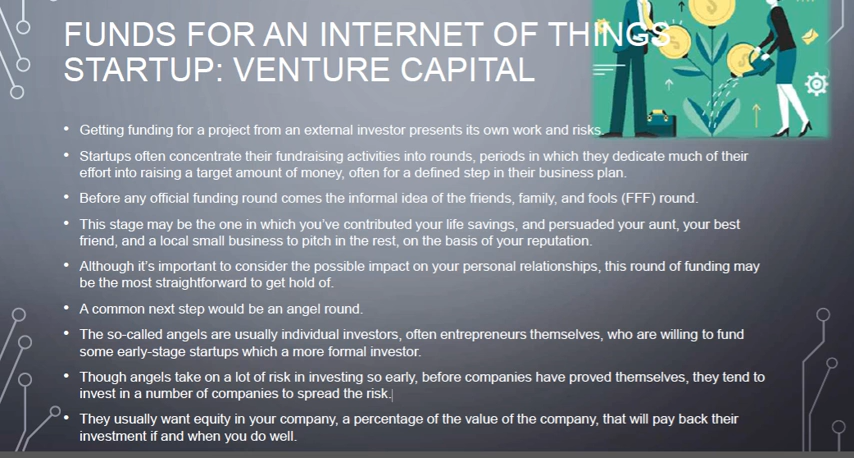 FUNDS FOR AN INTERNET OF THINGS
STARTUP: VENTURE CAPITAL
• Getting funding for a project from an external investor presents its own work and risks.
• Startups often concentrate their fundraising activities into rounds, periods in which they dedicate much of their
effort into raising a target amount of money, often for a defined step in their business plan.
• Before any official funding round comes the informal idea of the friends, family, and fools (FFF) round.
• This stage may be the one in which you've contributed your life savings, and persuaded your aunt, your best
friend, and a local small business to pitch in the rest, on the basis of your reputation.
• Although it's important to consider the possible impact on your personal relationships, this round of funding may
be the most straightforward to get hold of.
• A common next step would be an angel round.
• The so-called angels are usually individual investors, often entrepreneurs themselves, who are willing to fund
some early-stage startups which a more formal investor.
• Though angels take on a lot of risk in investing so early, before companies have proved themselves, they tend to
invest in a number of companies to spread the risk.
• They usually want equity in your company, a percentage of the value of the company, that will pay back their
investment if and when you do well.